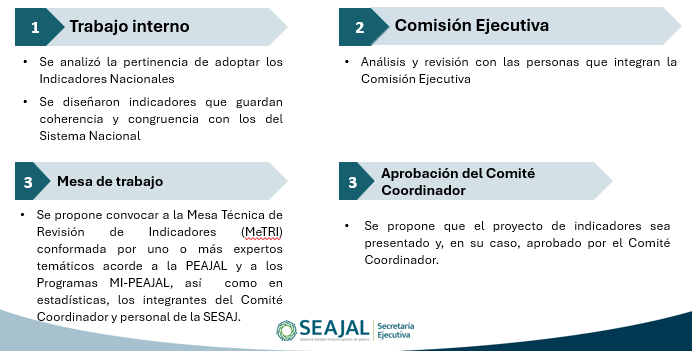 1 Trabajo interno
• Se analizó la pertinencia de adoptar los
Indicadores Nacionales
• Se diseñaron indicadores que guardan
coherencia y congruencia con los del
Sistema Nacional
2 Comisión Ejecutiva
• Análisis y revisión con las personas que integran la
Comisión Ejecutiva
3 Mesa de trabajo
• Se propone convocar a la Mesa Técnica de
Revisión de Indicadores (MeTRI)
conformada por uno o más expertos
temáticos acorde a la PEAJAL y a los
Programas MI-PEAJAL, así como en
estadísticas, los integrantes del Comité
Coordinador y personal de la SESAJ.
3 Aprobación del Comité
Coordinador
• Se propone que el proyecto de indicadores sea
presentado y, en su caso, aprobado por el Comité
Coordinador.
SEAJAL
Sistema Estatal Anticorrupción de Jalisco
Secretaría
Ejecutiva